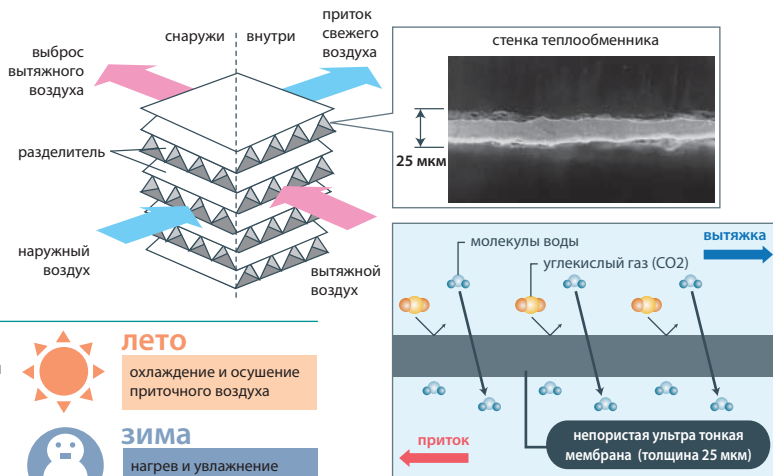 снаружи
внутри
приток
свежего
воздуха
выброс
вытяжного
воздуха
разделитель
наружный
воздух
вытяжной
воздух
стенка теплообменника
25 мкм
молекулы воды
углекислый газ (CO2)
вытяжка
приток
непористая ультра тонкая
мембрана (толщина 25 мкм)
лето
охлаждение и осушение
приточного воздуха
зима
нагрев и увлажнение